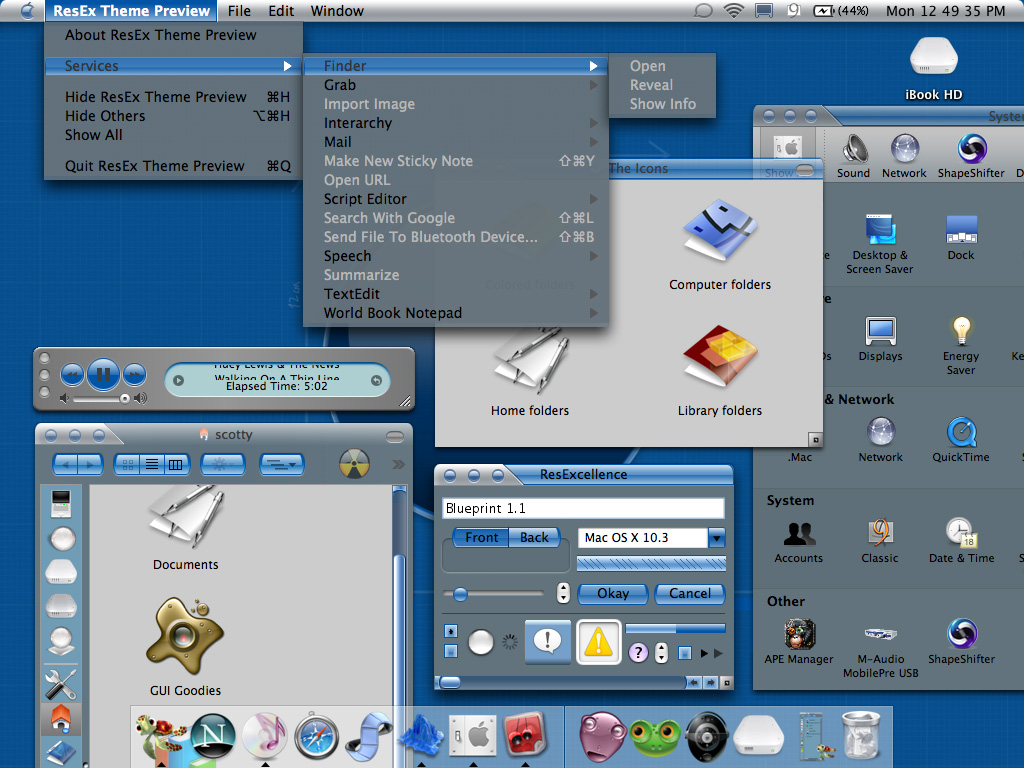 ResEx Theme Preview File Edit Window (44%) Mon 12 49 35 PM
About ResEx Theme Preview
Services
Hide ResEx Theme Preview ⌘H
Hide Others ⌥⌘H
Show All
Quit ResEx Theme Preview ⌘Q
Finder
Grab
Import Image
Interarchy
Mail
Make New Sticky Note ⇧⌘Y
Open URL
Script Editor
Search With Google ⇧⌘L
Send File To Bluetooth Device... ⇧⌘B
Speech
Summarize
TextEdit
World Book Notepad
Open
Reveal
Show Info
iBook HD
The Icons
Computer folders
Home folders
Library folders
Show
Sound Network ShapeShifter
Desktop &
Screen Saver
Dock
Displays
Energy
Saver
& Network
.Mac Network QuickTime
System
Accounts Classic Date & Time
Other
APE Manager
M-Audio
MobilePre USB
ShapeShifter
Huey Lewis & The News
Walking On A Thin Line
Elapsed Time: 5:02
scotty
Documents
GUI Goodies
ResExcellence
Blueprint 1.1
Front Back
Mac OS X 10.3
Okay Cancel